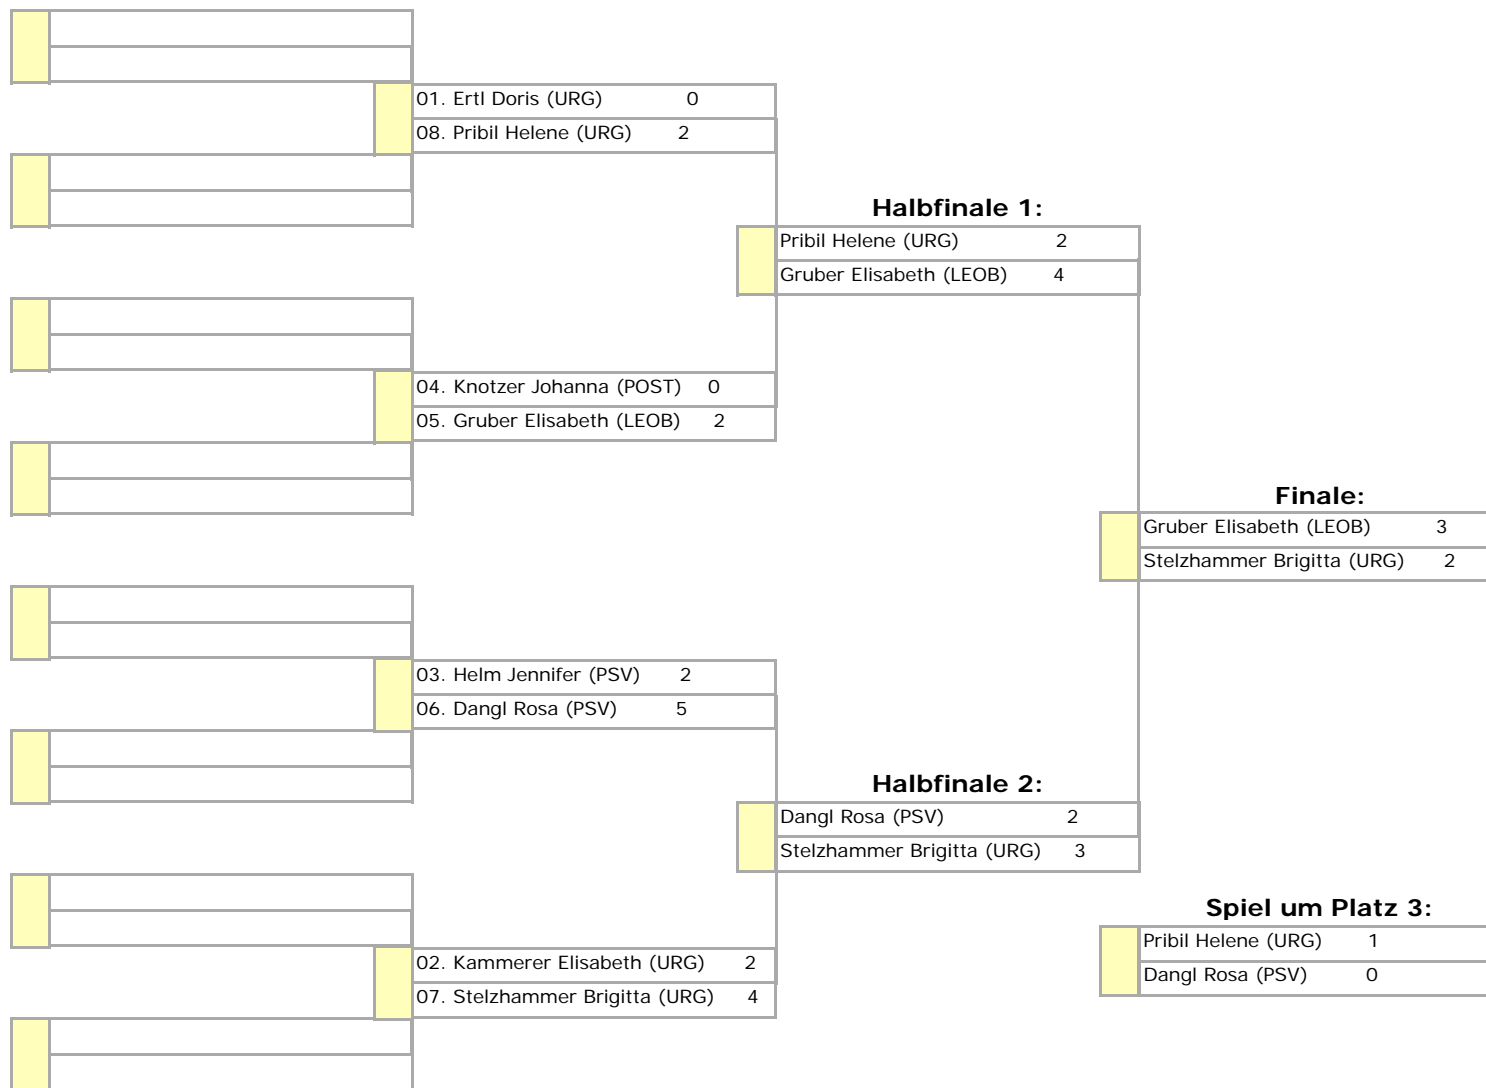 01. Ertl Doris (URG) 0
08. Pribil Helene (URG) 2
Halbfinale 1:
Pribil Helene (URG) 2
Gruber Elisabeth (LEOB) 4
04. Knotzer Johanna (POST) 0
05. Gruber Elisabeth (LEOB) 2
Finale:
Gruber Elisabeth (LEOB) 3
Stelzhammer Brigitta (URG) 2
03. Helm Jennifer (PSV) 2
06. Dangl Rosa (PSV) 5
Halbfinale 2:
Dangl Rosa (PSV) 2
Stelzhammer Brigitta (URG) 3
Spiel um Platz 3:
Pribil Helene (URG) 1
Dangl Rosa (PSV) 0
02. Kammerer Elisabeth (URG) 2
07. Stelzhammer Brigitta (URG) 4